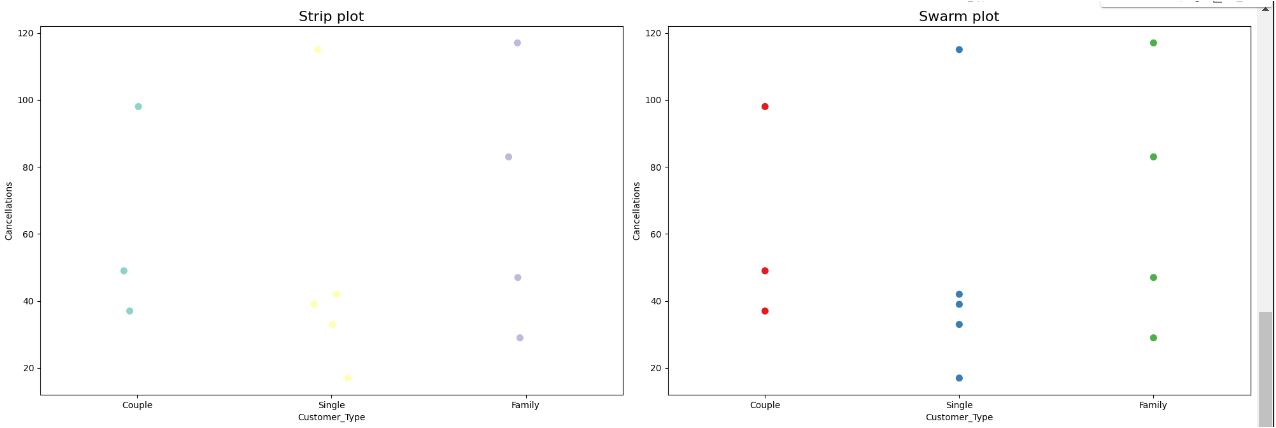 Strip plot
120
100
80
60
40
20
Cancellations
Couple Single Family
Customer_Type
Swarm plot
120
100
80
60
40
20
Cancellations
Couple Single Family
Customer_Type